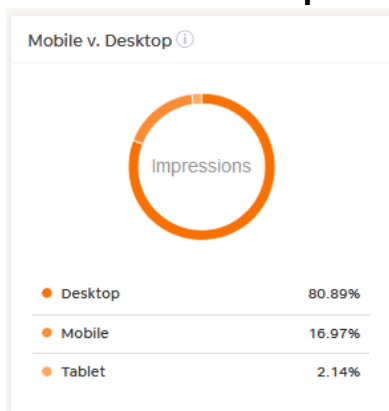 Mobile v. Desktop
Impressions
Desktop 80.89%
Mobile 16.97%
Tablet 2.14%